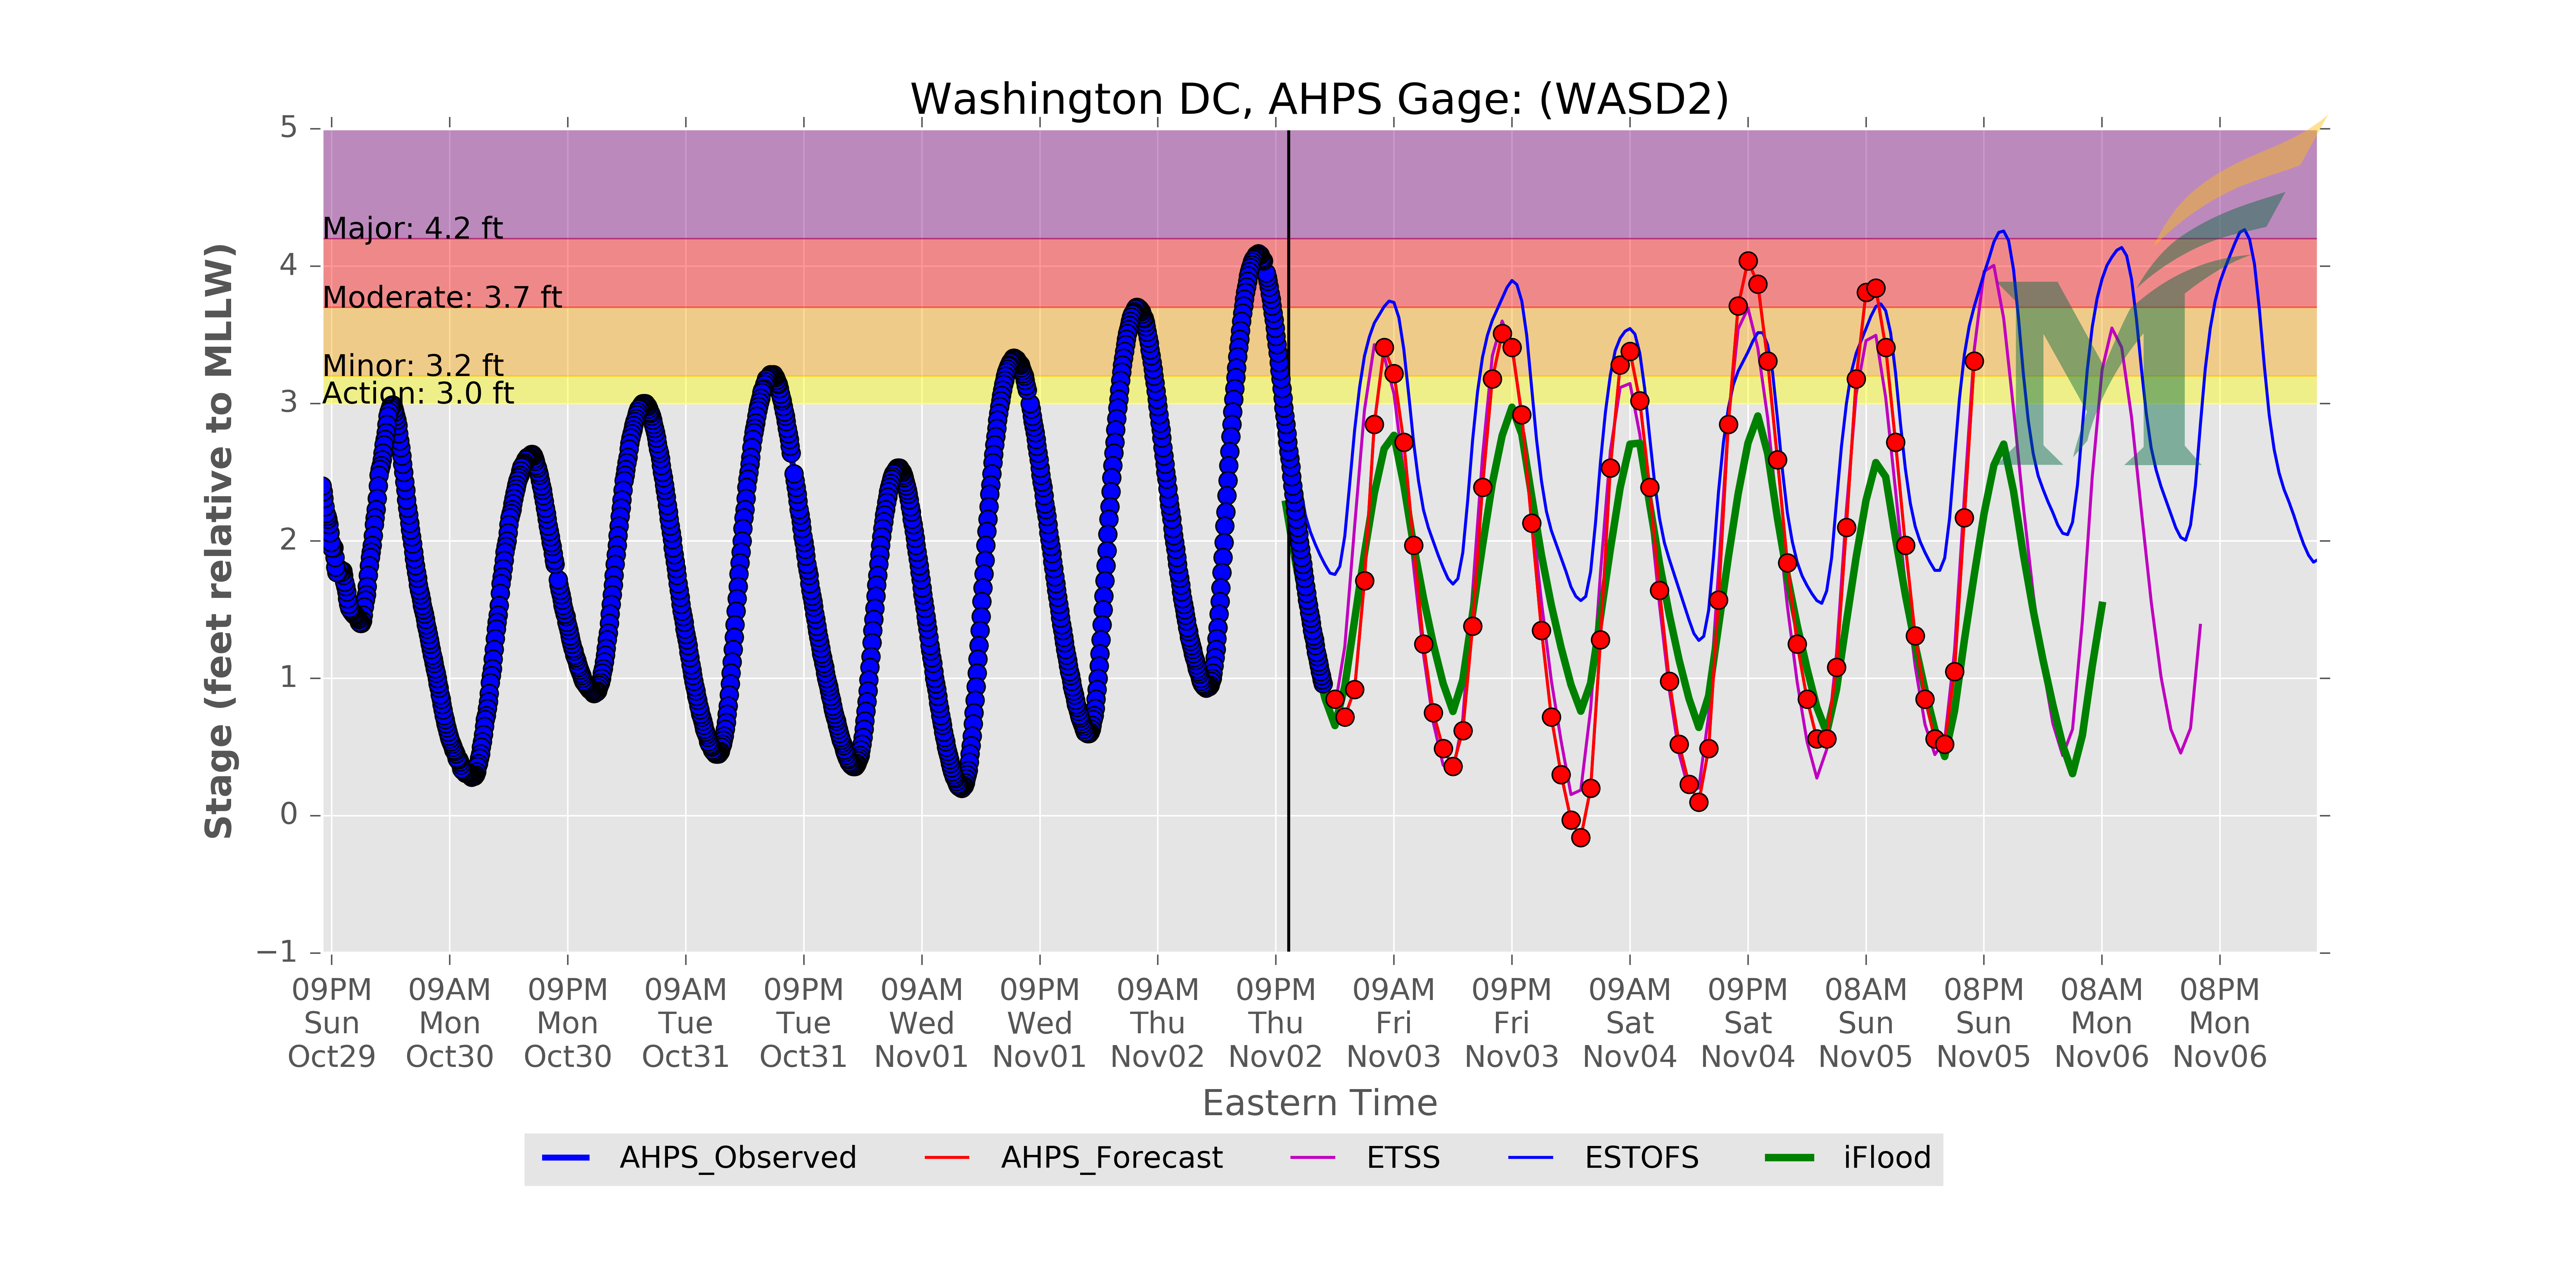 Washington DC, AHPS Gage: (WASD2)
Stage (feet relative to MLLW)
5
4
3
2
1
0
−1
Major: 4.2 ft
Moderate: 3.7 ft
Minor: 3.2 ft
Action: 3.0 ft
09PM 09AM 09PM 09AM 09PM 09AM 09PM 09AM 09PM 09AM 09PM 09AM 09PM 08AM 08PM 08AM 08PM
Sun Mon Mon Tue Tue Wed Wed Thu Thu Fri Fri Sat Sat Sun Sun Mon Mon
Oct29 Oct30 Oct30 Oct31 Oct31 Nov01 Nov01 Nov02 Nov02 Nov03 Nov03 Nov04 Nov04 Nov05 Nov05 Nov06 Nov06
Eastern Time
AHPS_Observed AHPS_Forecast ETSS ESTOFS iFlood